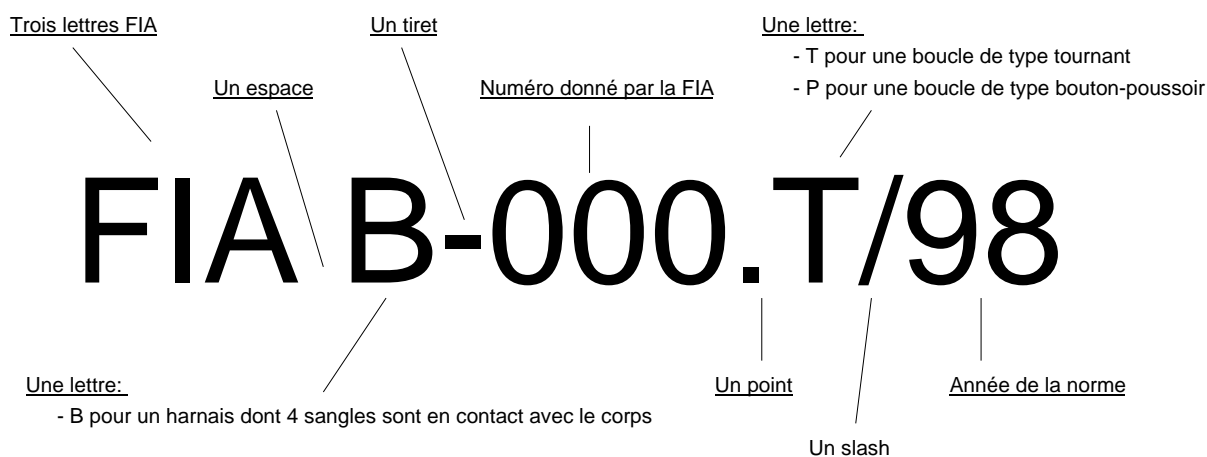 Trois lettres FIA
Un tiret
Une lettre:
- T pour une boucle de type tournant
- P pour une boucle de type bouton-poussoir
Un espace
Numéro donné par la FIA
FIA B-000.T/98
Une lettre:
- B pour un harnais dont 4 sangles sont en contact avec le corps
Un point
Année de la norme
Un slash